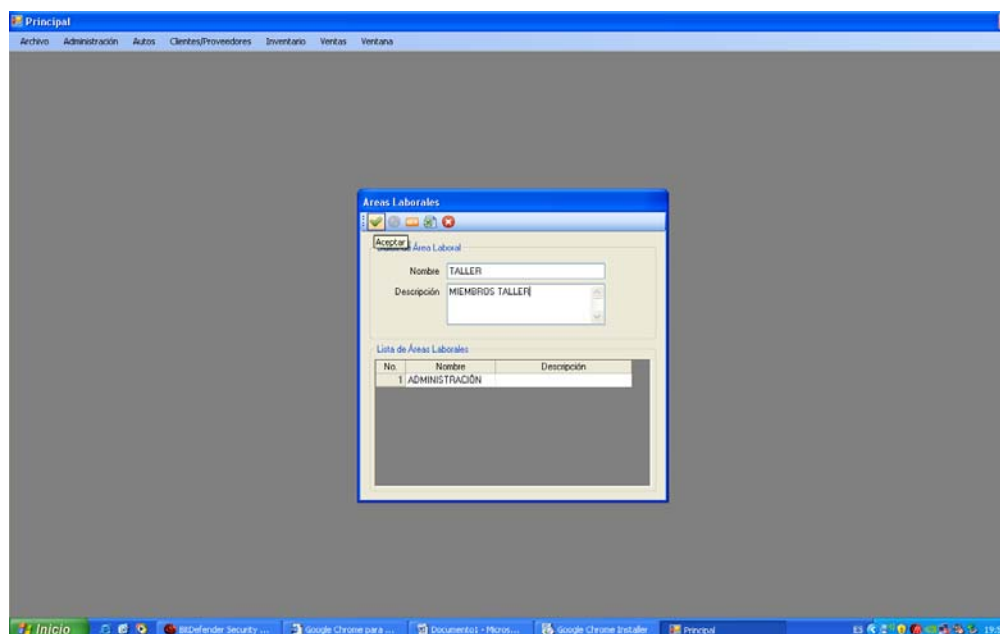 Principal
Archivo Administración Autos Clientes/Proveedores Inventario Ventas Ventana
Areas Laborales
Aceptar
Área Laboral
Nombre TALLER
Descripción MIEMBROS TALLER
Lista de Áreas Laborales
No. Nombre Descripción
1 ADMINISTRACIÓN
Inicio BitDefender Security ... Google Chrome para ... Documento1 - Micros... Google Chrome Installer Principal ES